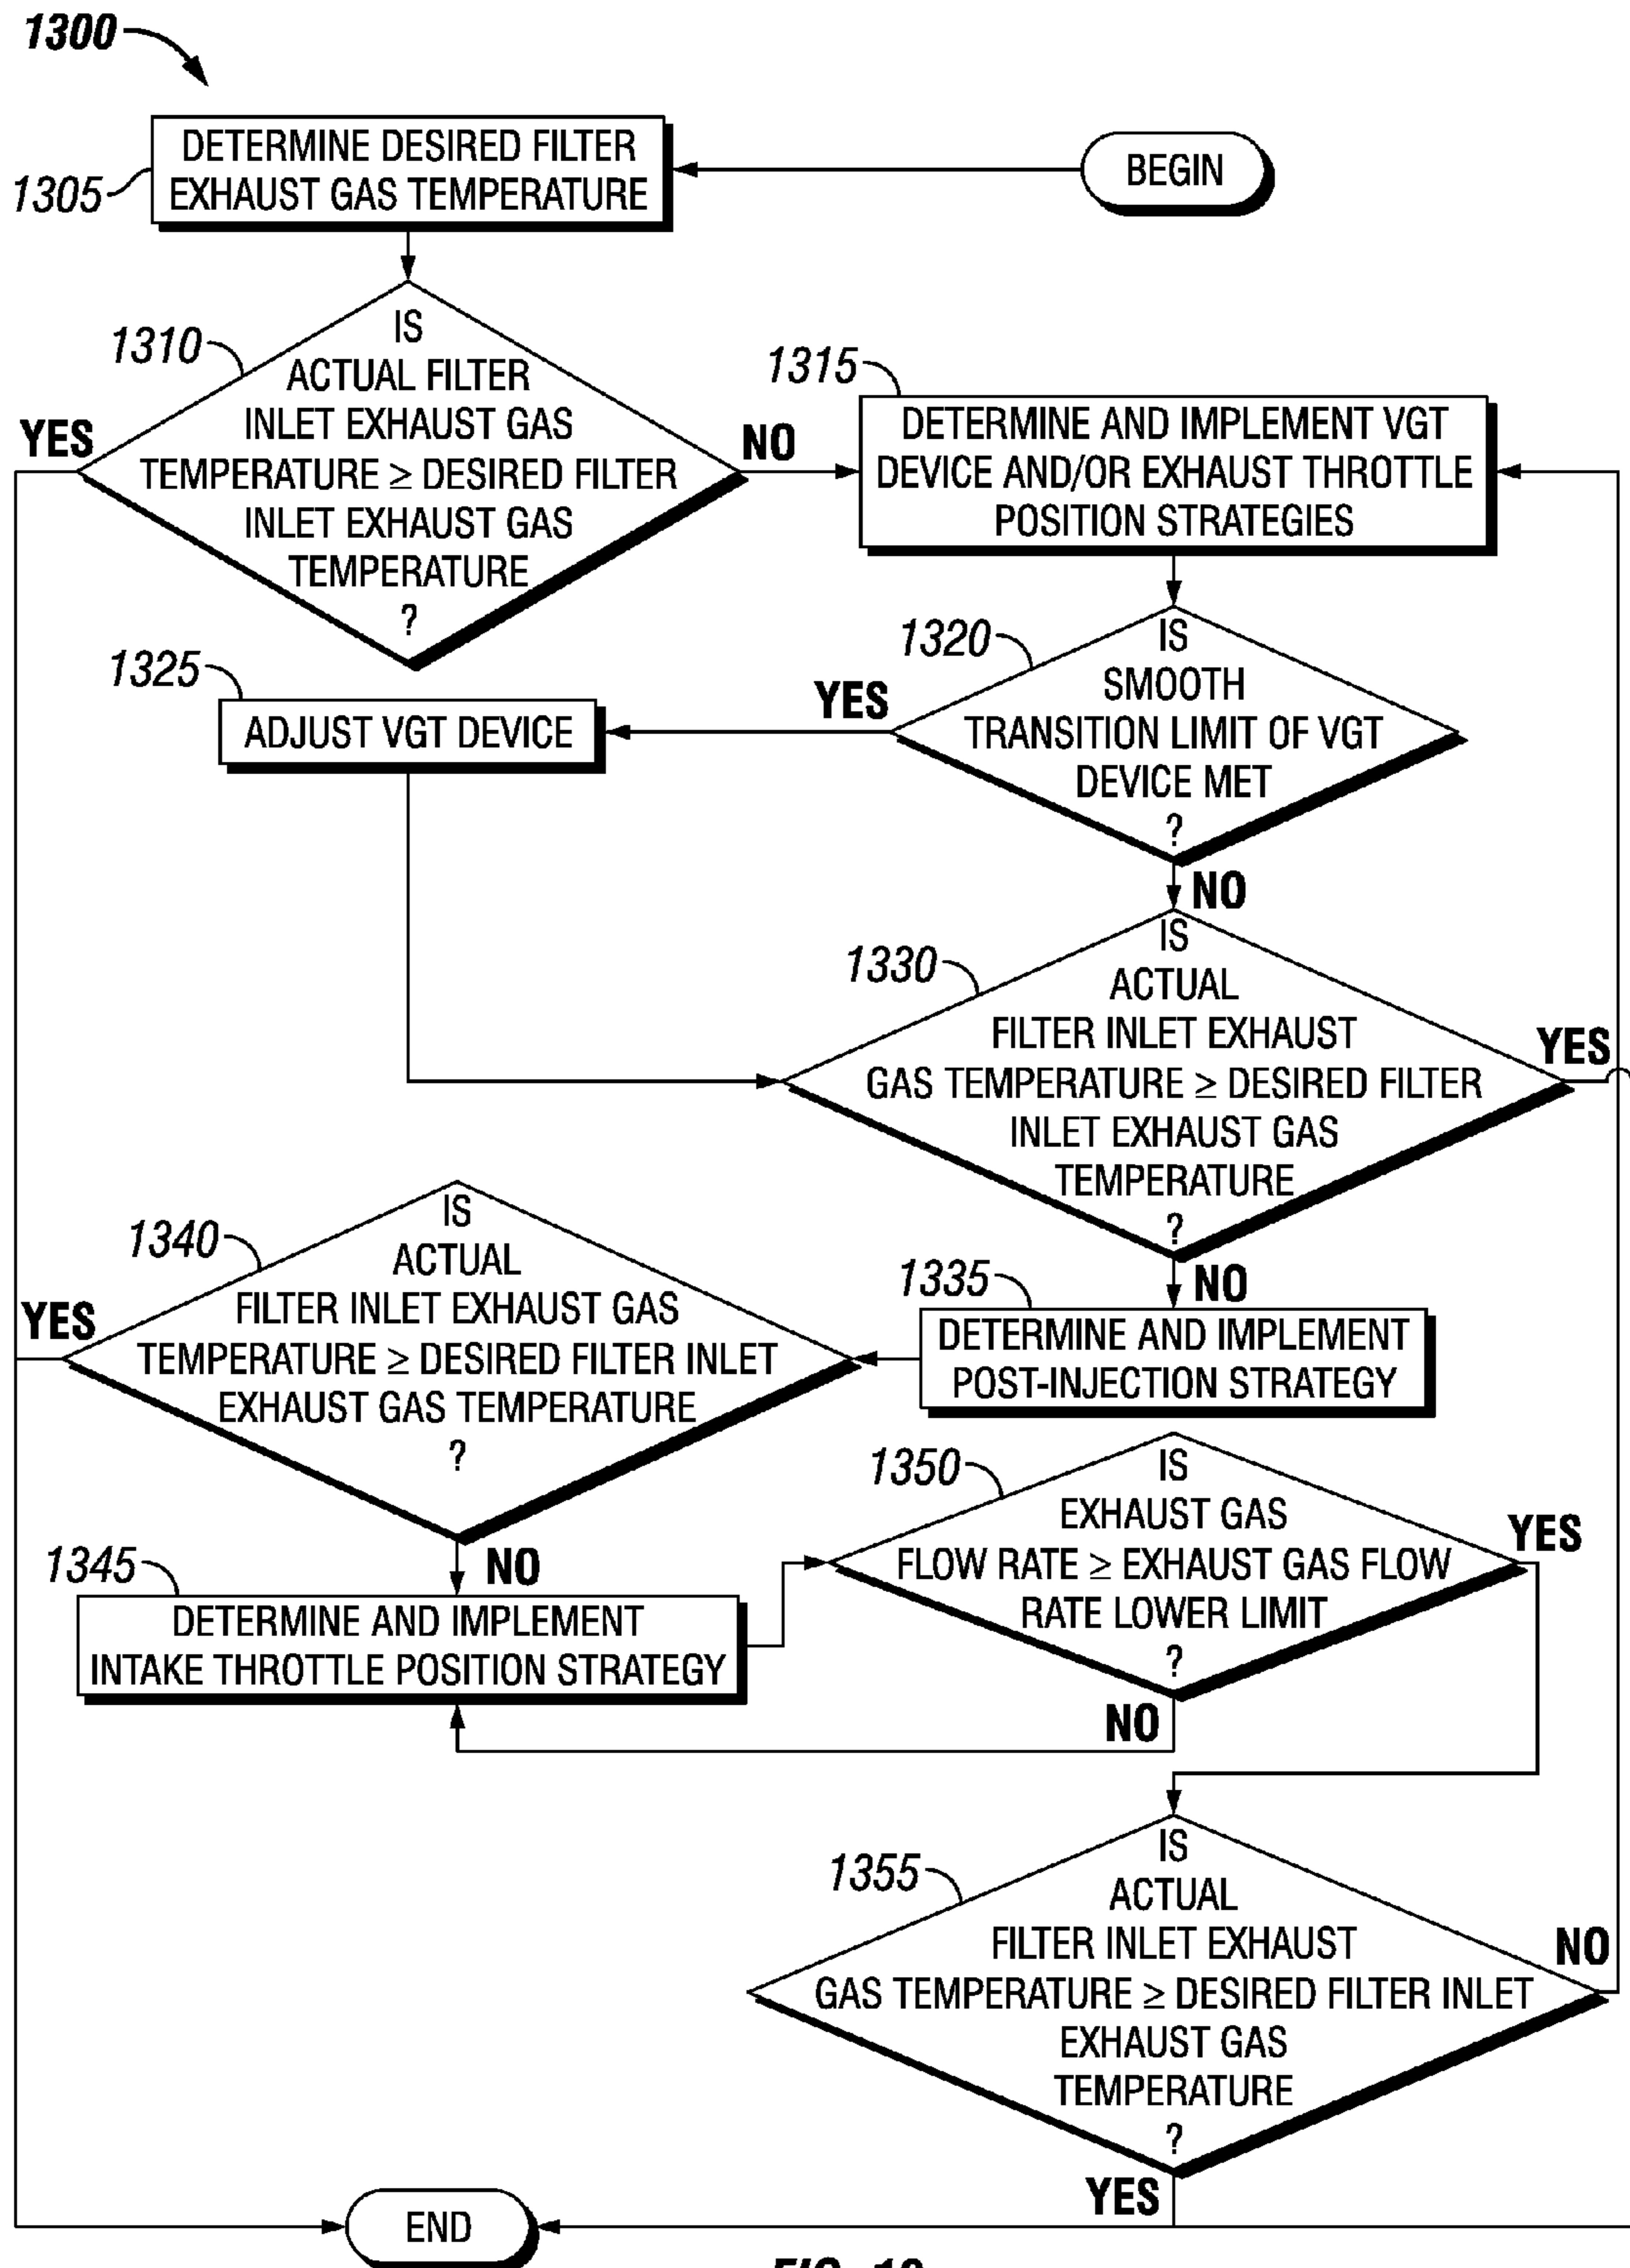 1300
DETERMINE DESIRED FILTER
EXHAUST GAS TEMPERATURE
1305
BEGIN
1310
IS
ACTUAL FILTER
INLET EXHAUST GAS
TEMPERATURE ≥ DESIRED FILTER
INLET EXHAUST GAS
TEMPERATURE
?
YES
NO
1315
DETERMINE AND IMPLEMENT VGT
DEVICE AND/OR EXHAUST THROTTLE
POSITION STRATEGIES
1320
IS
SMOOTH
TRANSITION LIMIT OF VGT
DEVICE MET
?
YES
NO
1325
ADJUST VGT DEVICE
1330
IS
ACTUAL
FILTER INLET EXHAUST
GAS TEMPERATURE ≥ DESIRED FILTER
INLET EXHAUST GAS
TEMPERATURE
?
YES
NO
1335
DETERMINE AND IMPLEMENT
POST-INJECTION STRATEGY
1340
IS
ACTUAL
FILTER INLET EXHAUST GAS
TEMPERATURE ≥ DESIRED FILTER INLET
EXHAUST GAS TEMPERATURE
?
YES
NO
1345
DETERMINE AND IMPLEMENT
INTAKE THROTTLE POSITION STRATEGY
1350
IS
EXHAUST GAS
FLOW RATE ≥ EXHAUST GAS FLOW
RATE LOWER LIMIT
?
YES
NO
1355
IS
ACTUAL
FILTER INLET EXHAUST
GAS TEMPERATURE ≥ DESIRED FILTER INLET
EXHAUST GAS
TEMPERATURE
?
NO
YES
END